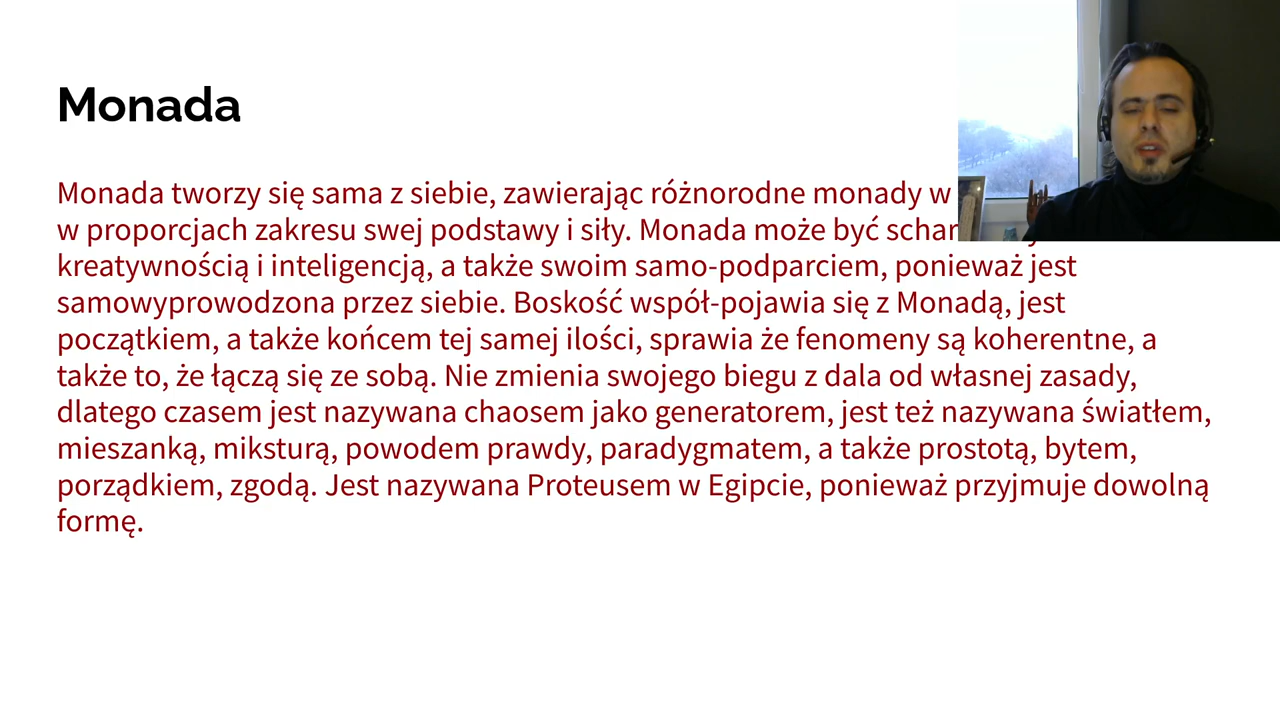 Monada
Monada tworzy się sama z siebie, zawierając różnorodne monady w
w proporcjach zakresu swej podstawy i siły. Monada może być
kreatywnością i inteligencją, a także swoim samo-podparciem, ponieważ jest
samowyprowodzona przez siebie. Boskość współ-pojawia się z Monadą, jest
początkiem, a także końcem tej samej ilości, sprawia że fenomeny są koherentne, a
także to, że łączą się ze sobą. Nie zmienia swojego biegu z dala od własnej zasady,
dlatego czasem jest nazywana chaosem jako generatorem, jest też nazywana światłem,
mieszanką, miksturą, powodem prawdy, paradygmatem, a także prostotą, bytem,
porządkiem, zgodą. Jest nazywana Proteusem w Egipcie, ponieważ przyjmuje dowolną
formę.